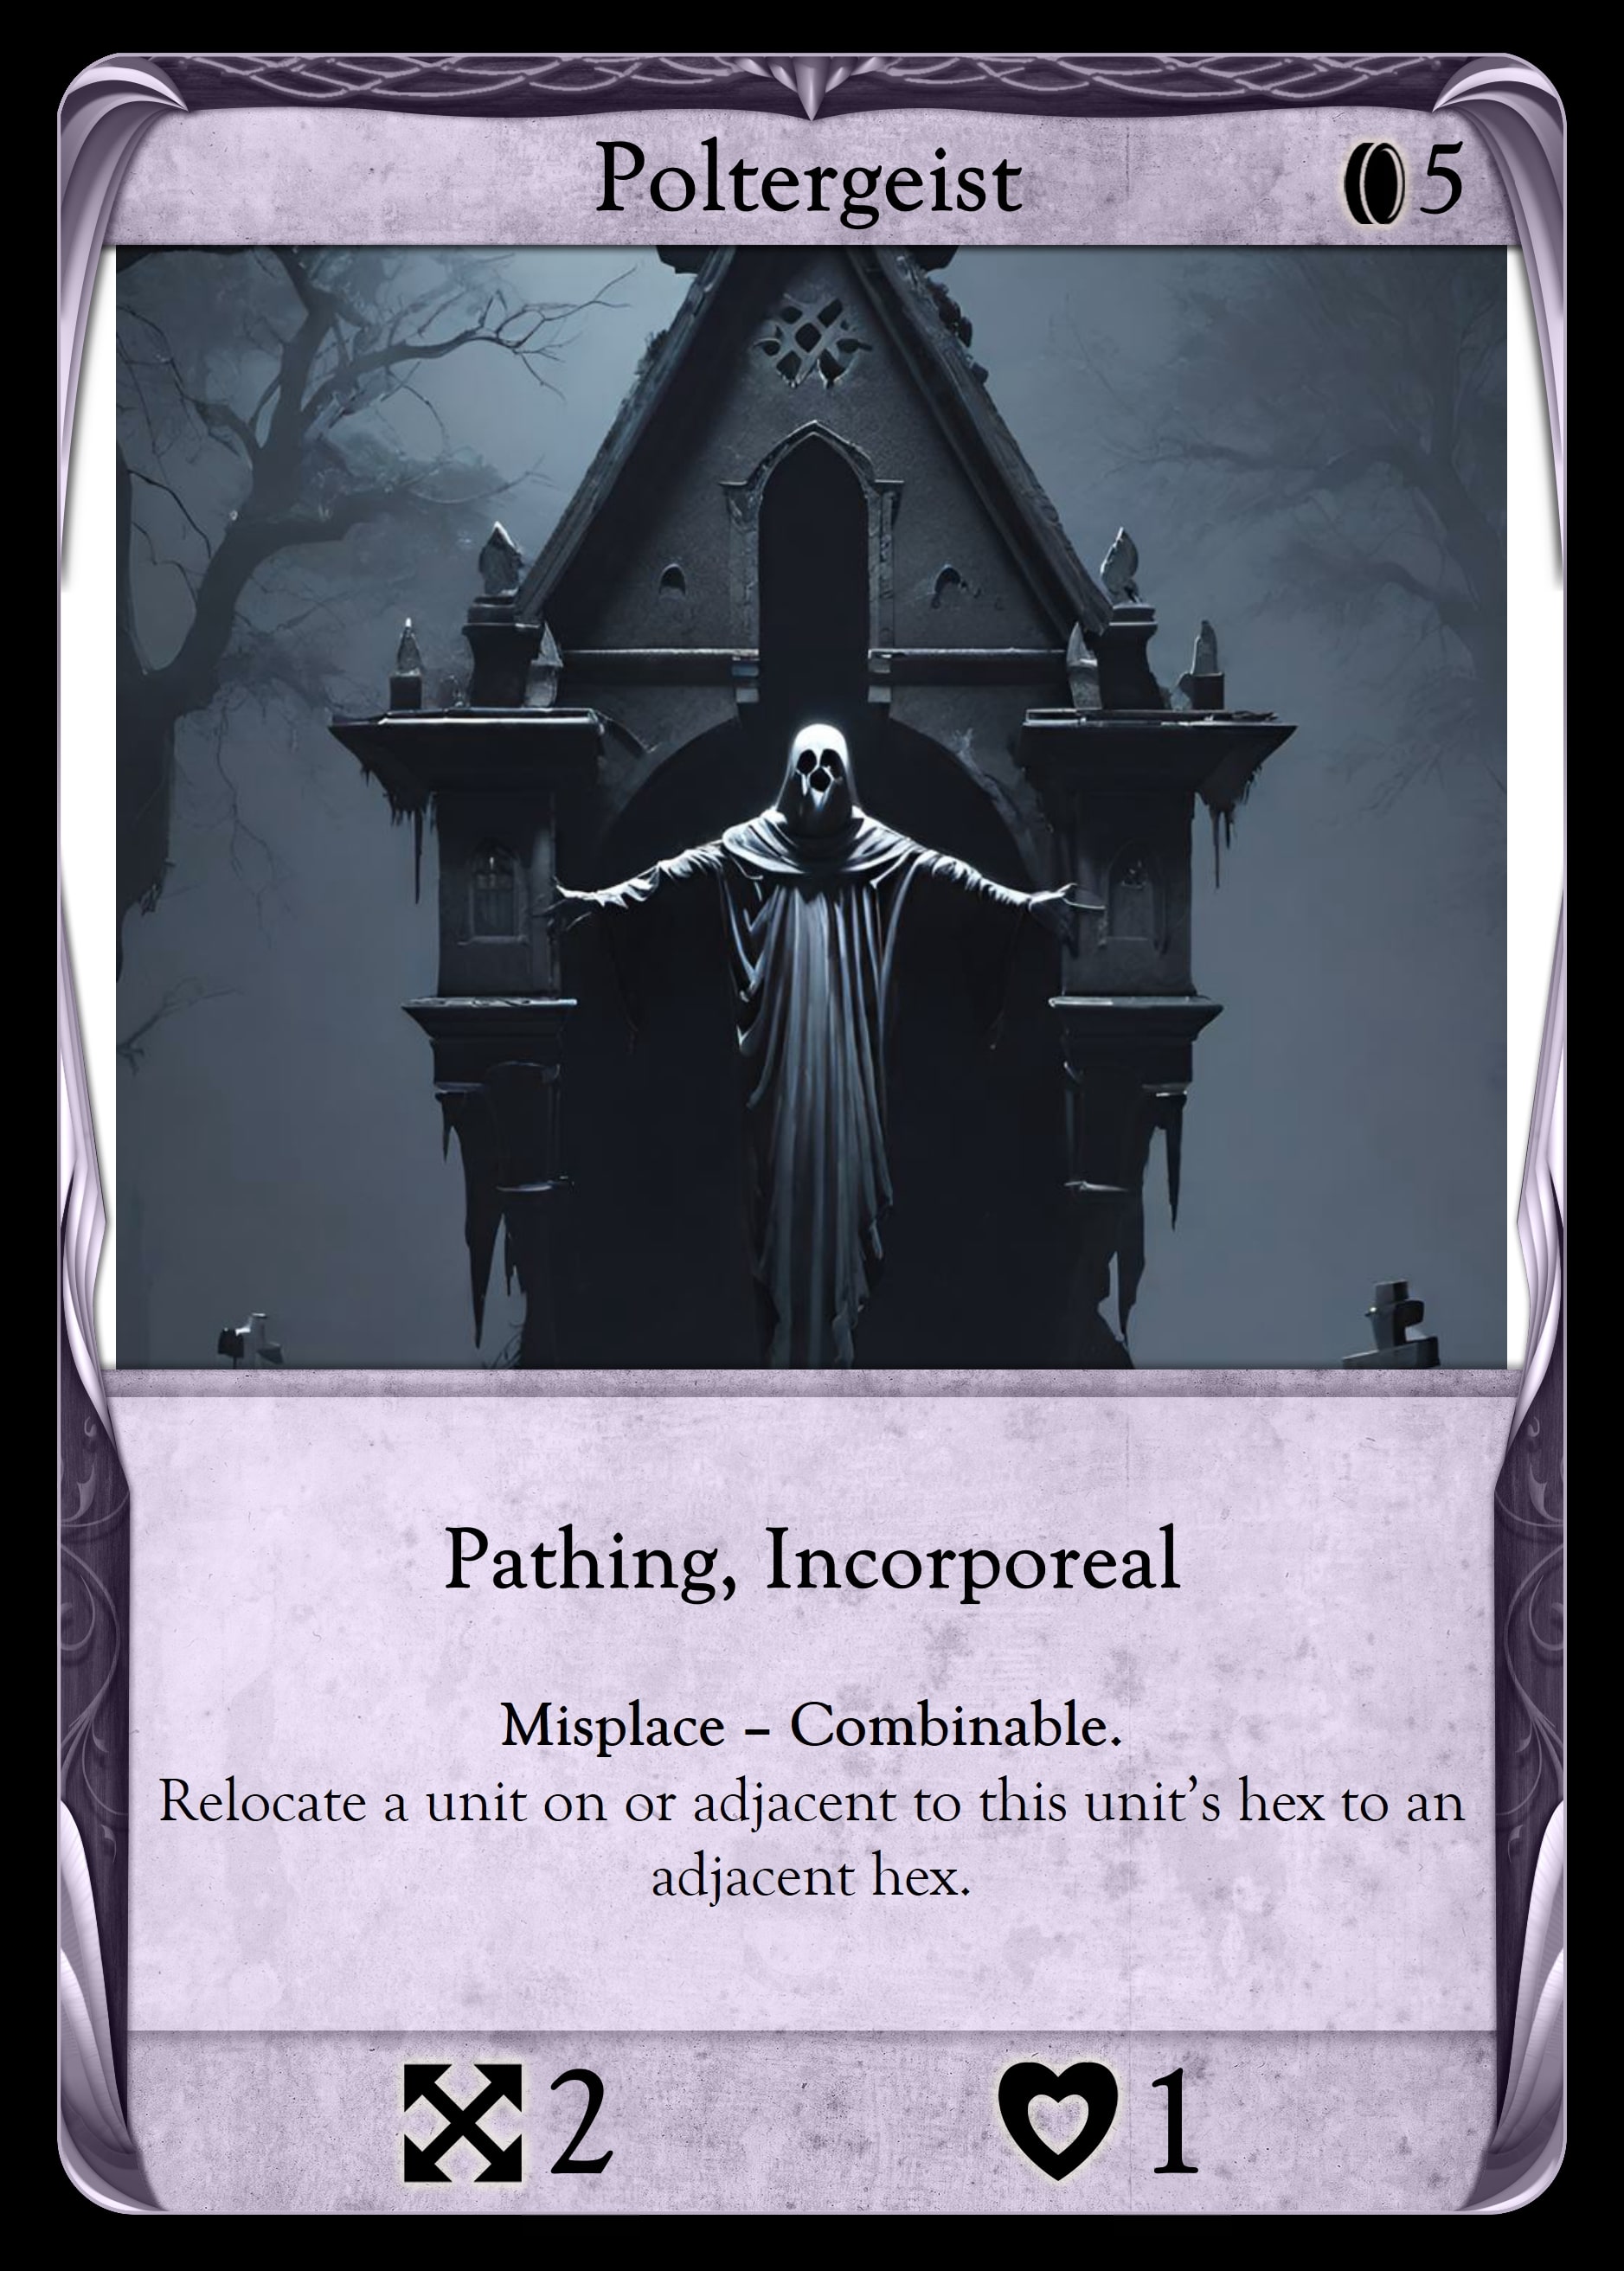 Poltergeist 5
Pathing, Incorporeal
Misplace – Combinable.
Relocate a unit on or adjacent to this unit’s hex to an
adjacent hex.
2 1